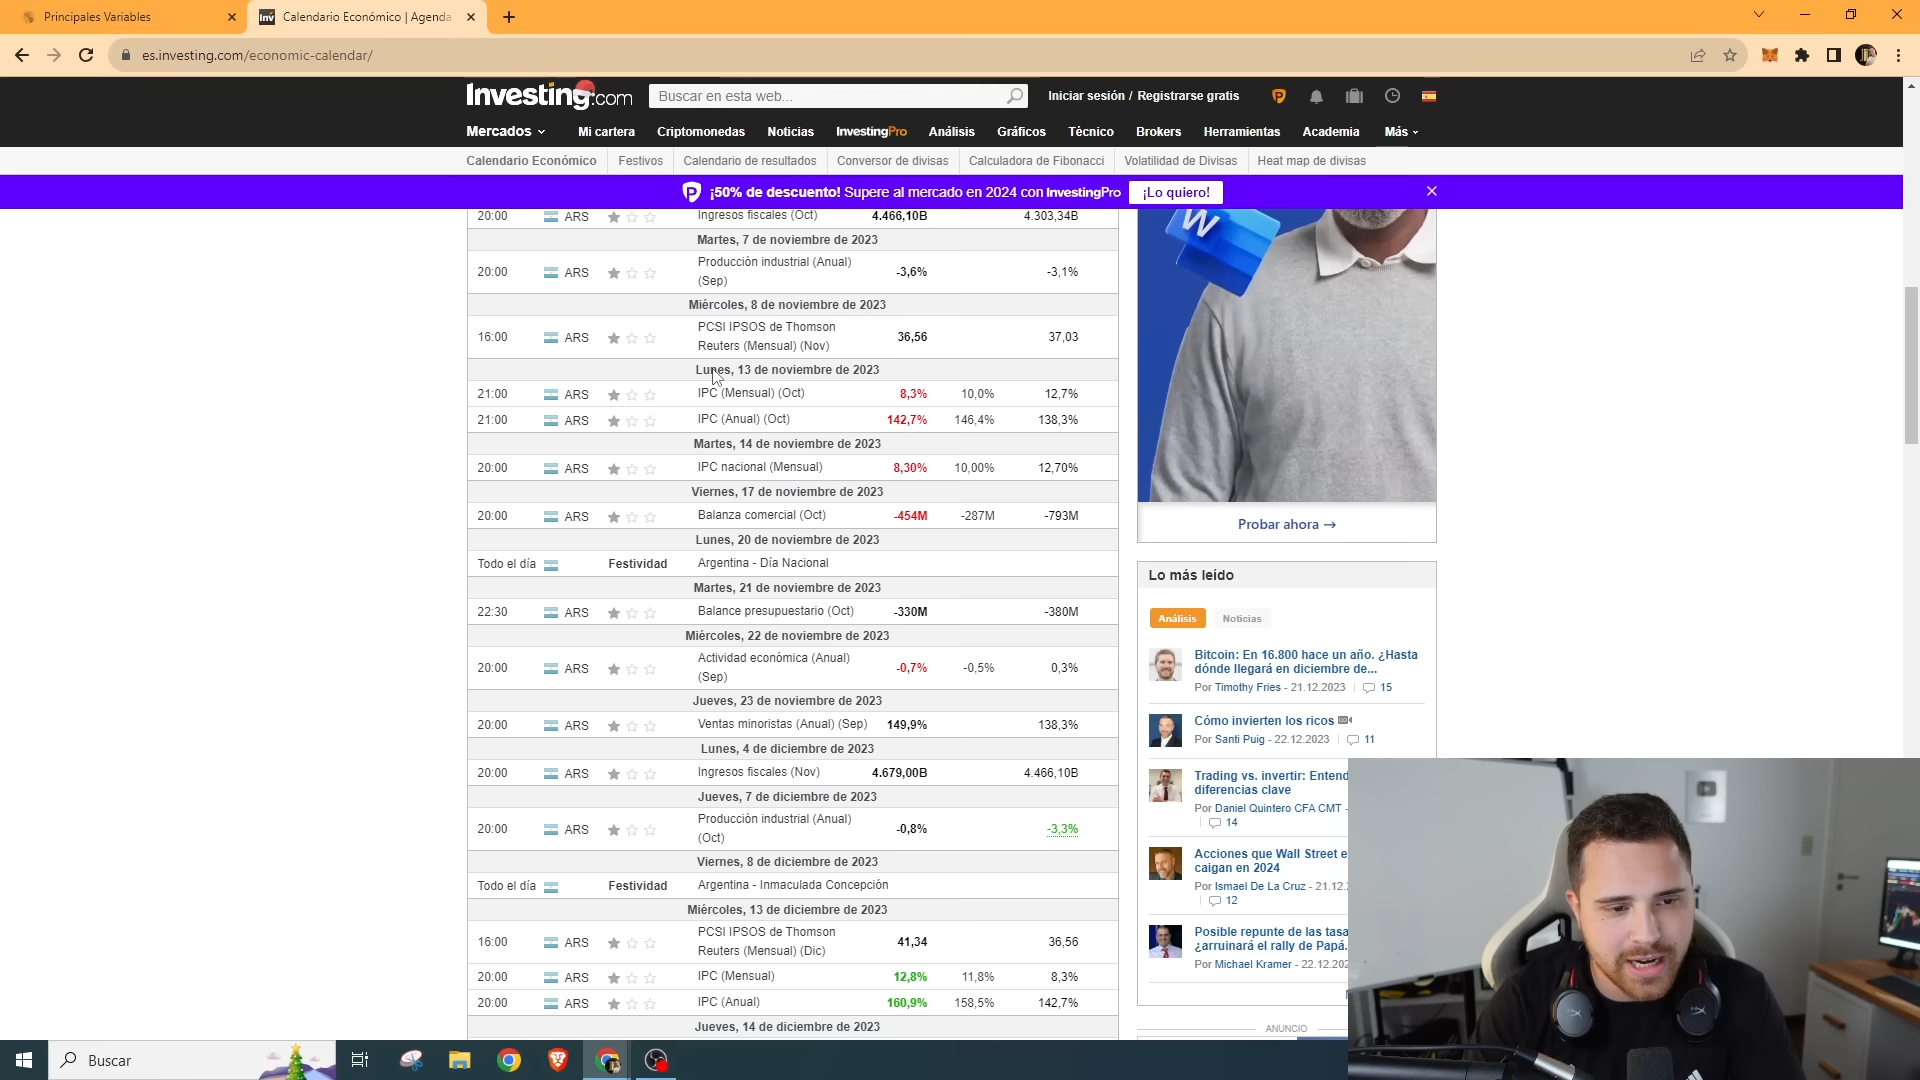 Principales Variables
Inv Calendario Económico | Agenda
es.investing.com/economic-calendar/
Investing.com
Buscar en esta web...
Iniciar sesión / Registrarse gratis
Mercados Mi cartera Criptomonedas Noticias InvestingPro Análisis Gráficos Técnico Brokers Herramientas Academia Más
Calendario Económico Festivos Calendario de resultados Conversor de divisas Calculadora de Fibonacci Volatilidad de Divisas Heat map de divisas
¡50% de descuento! Supere al mercado en 2024 con InvestingPro ¡Lo quiero!
20:00 ARS Ingresos fiscales (Oct) 4.466,10B 4.303,34B
Martes, 7 de noviembre de 2023
20:00 ARS Producción industrial (Anual) (Sep) -3,6% -3,1%
Miércoles, 8 de noviembre de 2023
16:00 ARS PCSI IPSOS de Thomson Reuters (Mensual) (Nov) 36,56 37,03
Lunes, 13 de noviembre de 2023
21:00 ARS IPC (Mensual) (Oct) 8,3% 10,0% 12,7%
21:00 ARS IPC (Anual) (Oct) 142,7% 146,4% 138,3%
Martes, 14 de noviembre de 2023
20:00 ARS IPC nacional (Mensual) 8,30% 10,00% 12,70%
Viernes, 17 de noviembre de 2023
20:00 ARS Balanza comercial (Oct) -454M -287M -793M
Lunes, 20 de noviembre de 2023
Todo el día Festividad Argentina - Día Nacional
Martes, 21 de noviembre de 2023
22:30 ARS Balance presupuestario (Oct) -330M -380M
Miércoles, 22 de noviembre de 2023
20:00 ARS Actividad económica (Anual) (Sep) -0,7% -0,5% 0,3%
Jueves, 23 de noviembre de 2023
20:00 ARS Ventas minoristas (Anual) (Sep) 149,9% 138,3%
Lunes, 4 de diciembre de 2023
20:00 ARS Ingresos fiscales (Nov) 4.679,00B 4.466,10B
Jueves, 7 de diciembre de 2023
20:00 ARS Producción industrial (Anual) (Oct) -0,8% -3,3%
Viernes, 8 de diciembre de 2023
Todo el día Festividad Argentina - Inmaculada Concepción
Miércoles, 13 de diciembre de 2023
16:00 ARS PCSI IPSOS de Thomson Reuters (Mensual) (Dic) 41,34 36,56
20:00 ARS IPC (Mensual) 12,8% 11,8% 8,3%
20:00 ARS IPC (Anual) 160,9% 158,5% 142,7%
Jueves, 14 de diciembre de 2023
W
Probar ahora →
Lo más leído
Análisis Noticias
Bitcoin: En 16.800 hace un año. ¿Hasta
dónde llegará en diciembre de...
Por Timothy Fries - 21.12.2023 | 15
Cómo invierten los ricos
Por Santi Puig - 22.12.2023 | 11
Trading vs. invertir: Entend
diferencias clave
Por Daniel Quintero CFA CMT -
| 14
Acciones que Wall Street e
caigan en 2024
Por Ismael De La Cruz - 21.12.
| 12
Posible repunte de las tasa
¿arruinará el rally de Papá.
Por Michael Kramer - 22.12.202
ANUNCIO
Buscar